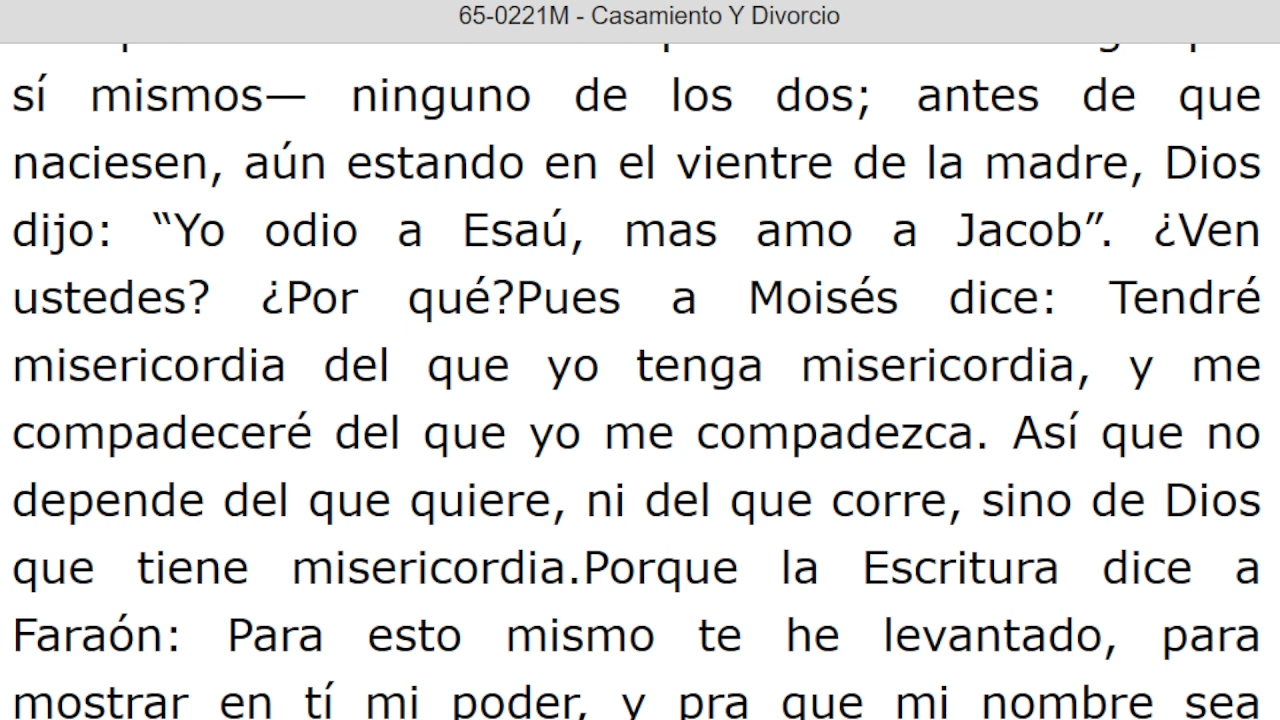 65-0221M - Casamiento Y Divorcio
sí mismos— ninguno de los dos; antes de que
naciesen, aún estando en el vientre de la madre, Dios
dijo: “Yo odio a Esaú, mas amo a Jacob”. ¿Ven
ustedes? ¿Por qué?Pues a Moisés dice: Tendré
misericordia del que yo tenga misericordia, y me
compadeceré del que yo me compadezca. Así que no
depende del que quiere, ni del que corre, sino de Dios
que tiene misericordia.Porque la Escritura dice a
Faraón: Para esto mismo te he levantado, para
mostrar en tí mi poder, y pra que mi nombre sea